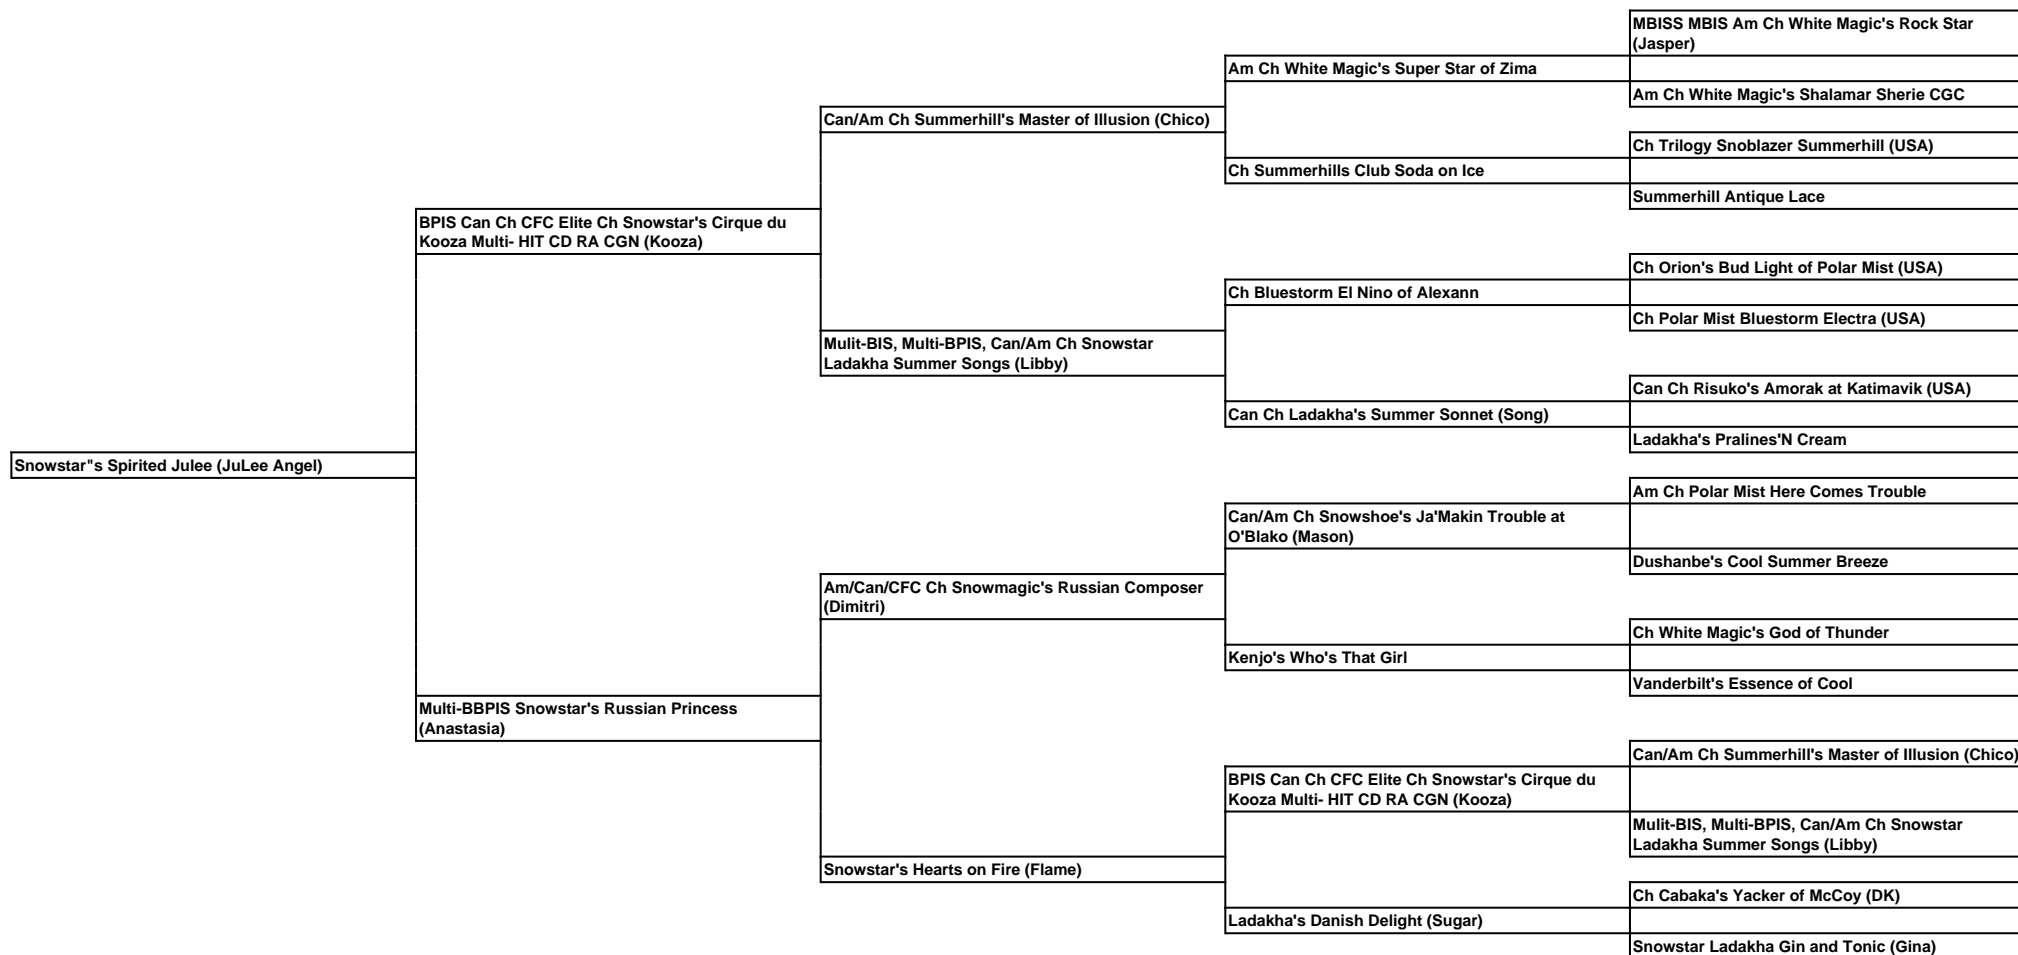 MBISS MBIS Am Ch White Magic's Rock Star
(Jasper)
Am Ch White Magic's Super Star of Zima
Am Ch White Magic's Shalamar Sherie CGC
Can/Am Ch Summerhill's Master of Illusion (Chico)
Ch Trilogy Snoblazer Summerhill (USA)
Ch Summerhills Club Soda on Ice
Summerhill Antique Lace
BPIS Can Ch CFC Elite Ch Snowstar's Cirque du
Kooza Multi- HIT CD RA CGN (Kooza)
Ch Orion's Bud Light of Polar Mist (USA)
Ch Bluestorm El Nino of Alexann
Ch Polar Mist Bluestorm Electra (USA)
Mulit-BIS, Multi-BPIS, Can/Am Ch Snowstar
Ladakha Summer Songs (Libby)
Can Ch Risuko's Amorak at Katimavik (USA)
Can Ch Ladakha's Summer Sonnet (Song)
Ladakha's Pralines'N Cream
Snowstar"s Spirited Julee (JuLee Angel)
Am Ch Polar Mist Here Comes Trouble
Can/Am Ch Snowshoe's Ja'Makin Trouble at
O'Blako (Mason)
Dushanbe's Cool Summer Breeze
Am/Can/CFC Ch Snowmagic's Russian Composer
(Dimitri)
Ch White Magic's God of Thunder
Kenjo's Who's That Girl
Vanderbilt's Essence of Cool
Multi-BBPIS Snowstar's Russian Princess
(Anastasia)
Can/Am Ch Summerhill's Master of Illusion (Chico)
BPIS Can Ch CFC Elite Ch Snowstar's Cirque du
Kooza Multi- HIT CD RA CGN (Kooza)
Mulit-BIS, Multi-BPIS, Can/Am Ch Snowstar
Ladakha Summer Songs (Libby)
Snowstar's Hearts on Fire (Flame)
Ch Cabaka's Yacker of McCoy (DK)
Ladakha's Danish Delight (Sugar)
Snowstar Ladakha Gin and Tonic (Gina)